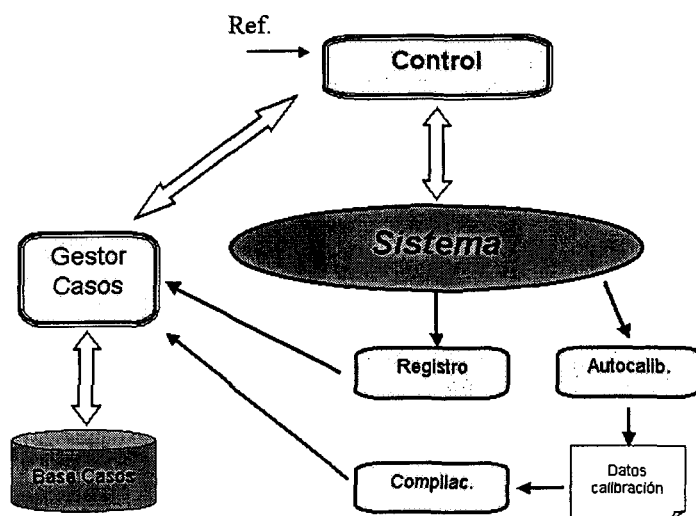 Ref.
Control
Sistema
Gestor
Casos
Registro
Autocalib.
Base Casos
Compilac.
Datos
calibración